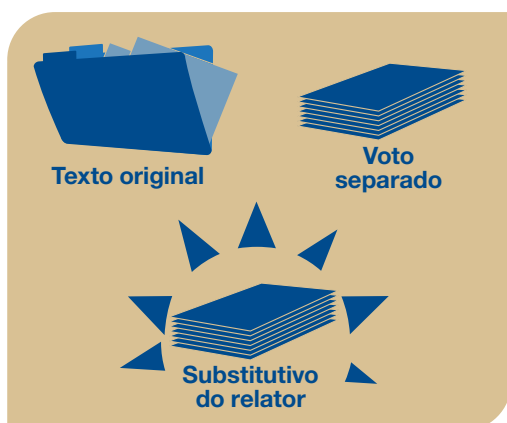 Texto original
Voto
separado
Substitutivo
do relator